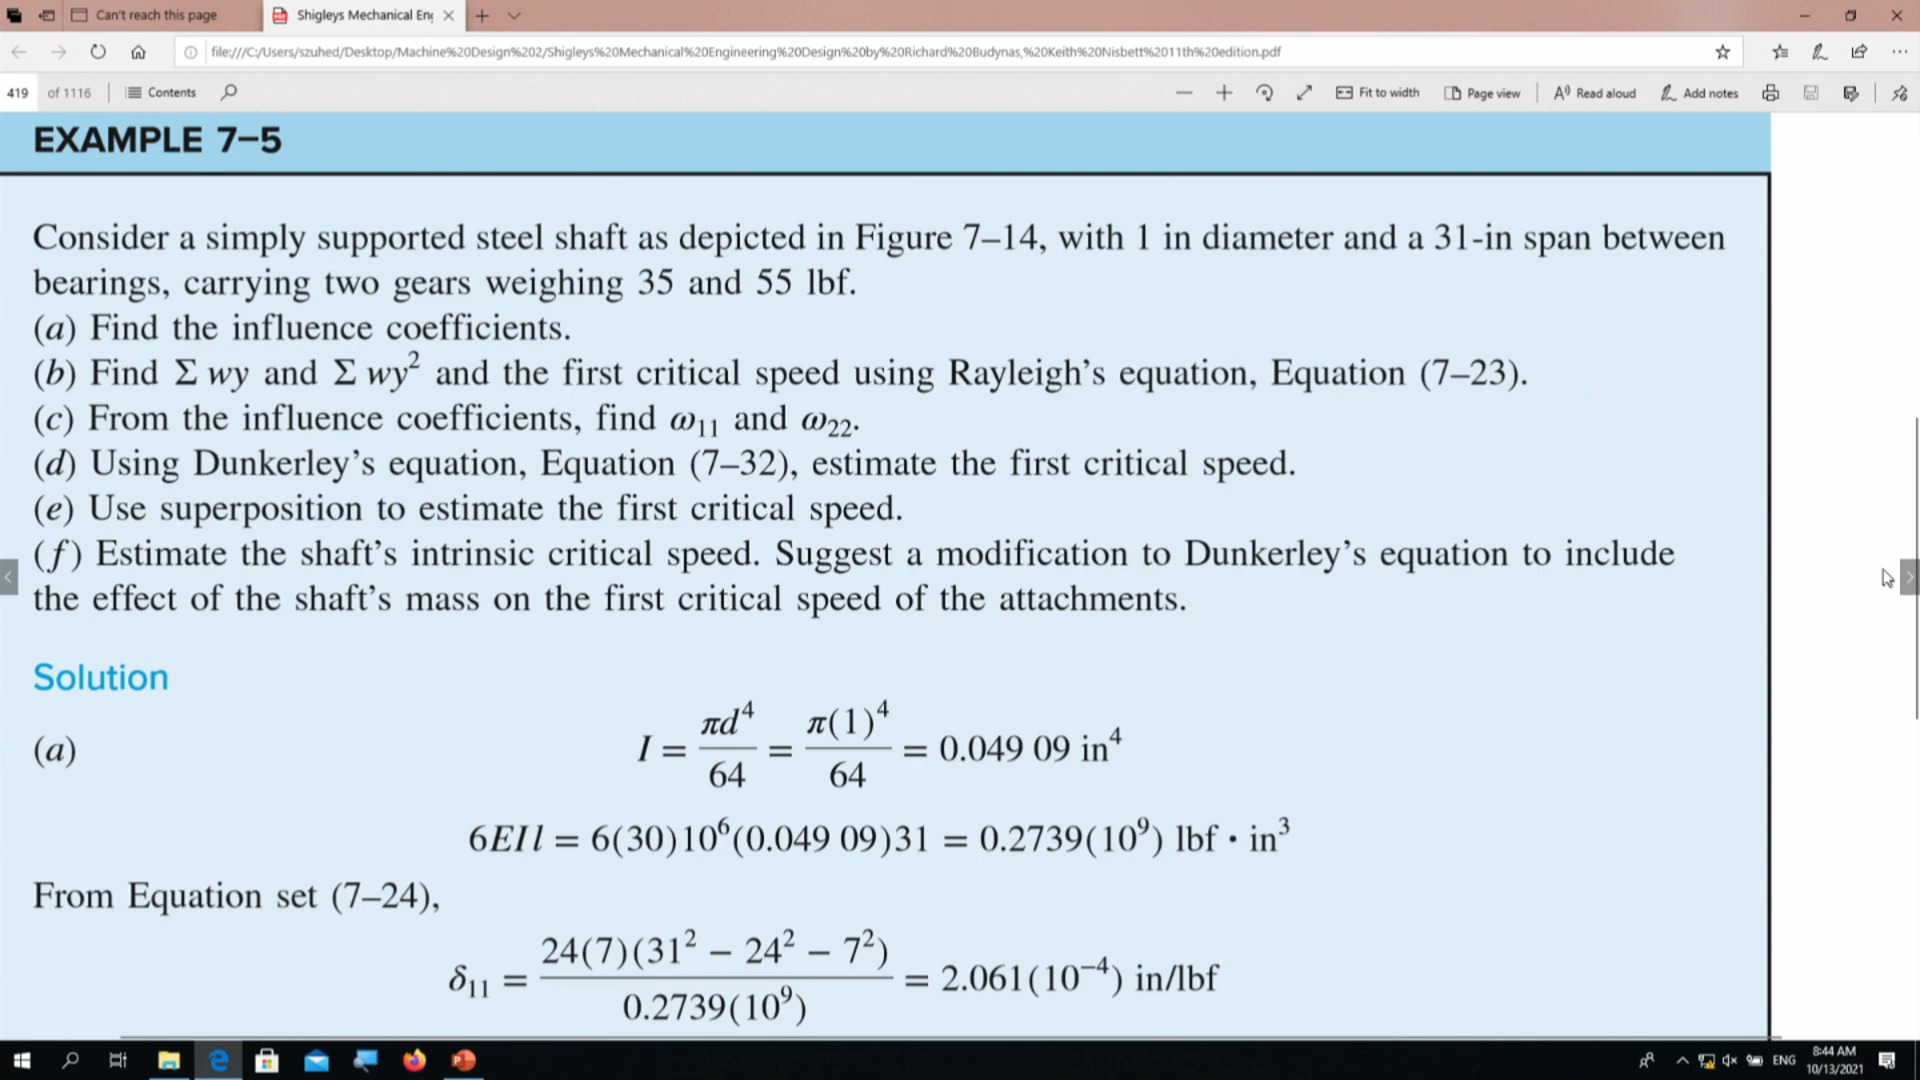 Can't reach this page
Shigleys Mechanical Eng
file:///C:/Users/szuhed/Desktop/Machine%20Design%202/Shigleys%20Mechanical%20Engineering%20Design%20by%20Richard%20Budynas,%20Keith%20Nisbett%2011th%20edition.pdf
419 of 1116 Contents Fit to width Page view Read aloud Add notes
EXAMPLE 7–5
Consider a simply supported steel shaft as depicted in Figure 7–14, with 1 in diameter and a 31-in span between
bearings, carrying two gears weighing 35 and 55 lbf.
(a) Find the influence coefficients.
(b) Find Σ wy and Σ wy² and the first critical speed using Rayleigh's equation, Equation (7–23).
(c) From the influence coefficients, find ω₁₁ and ω₂₂.
(d) Using Dunkerley's equation, Equation (7–32), estimate the first critical speed.
(e) Use superposition to estimate the first critical speed.
(f) Estimate the shaft's intrinsic critical speed. Suggest a modification to Dunkerley's equation to include
the effect of the shaft's mass on the first critical speed of the attachments.
Solution
(a) I = πd⁴/64 = π(1)⁴/64 = 0.049 09 in⁴
6EIl = 6(30)10⁶(0.049 09)31 = 0.2739(10⁹) lbf · in³
From Equation set (7–24),
δ₁₁ = 24(7)(31² − 24² − 7²)/0.2739(10⁹) = 2.061(10⁻⁴) in/lbf
ENG
8:44 AM
10/13/2021